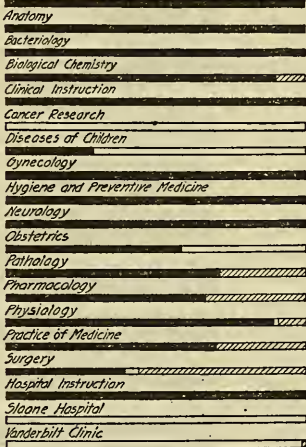 Anatomy
Bacteriology
Biological Chemistry
Clinical Instruction
Cancer Research
Diseases of Children
Gynecology
Hygiene and Preventive Medicine
Neurology
Obstetrics
Pathology
Pharmacology
Physiology
Practice of Medicine
Surgery
Hospital Instruction
Sloane Hospital
Vanderbilt Clinic